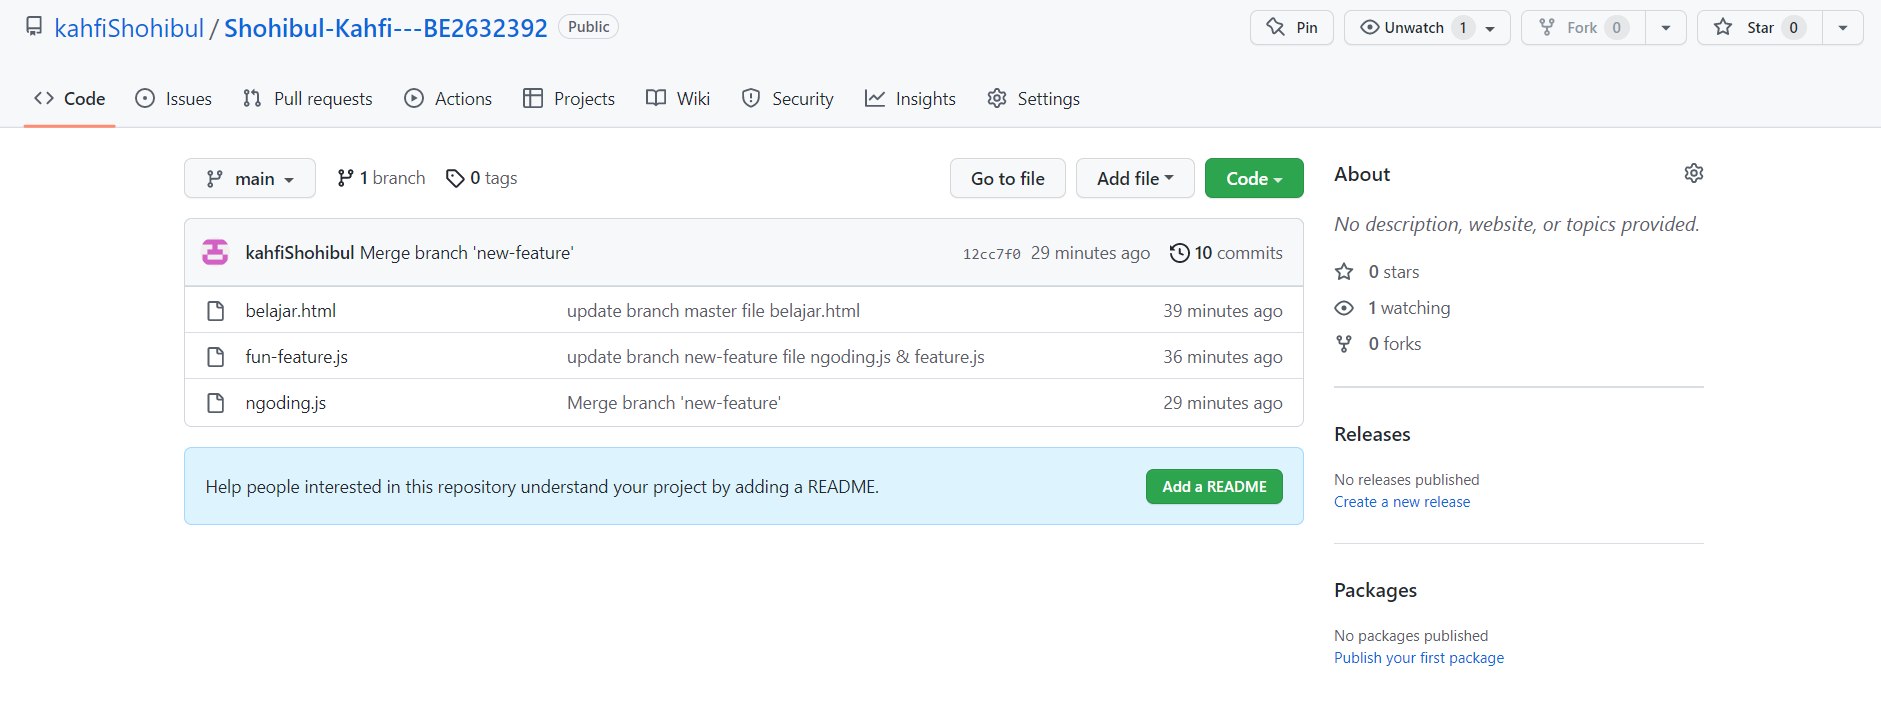 kahfiShohibul / Shohibul-Kahfi---BE2632392 Public Pin Unwatch 1 Fork 0 Star 0
Code Issues Pull requests Actions Projects Wiki Security Insights Settings
main 1 branch 0 tags Go to file Add file Code
kahfiShohibul Merge branch 'new-feature' 12cc7f0 29 minutes ago 10 commits
belajar.html update branch master file belajar.html 39 minutes ago
fun-feature.js update branch new-feature file ngoding.js & feature.js 36 minutes ago
ngoding.js Merge branch 'new-feature' 29 minutes ago
Help people interested in this repository understand your project by adding a README. Add a README
About
No description, website, or topics provided.
0 stars
1 watching
0 forks
Releases
No releases published
Create a new release
Packages
No packages published
Publish your first package